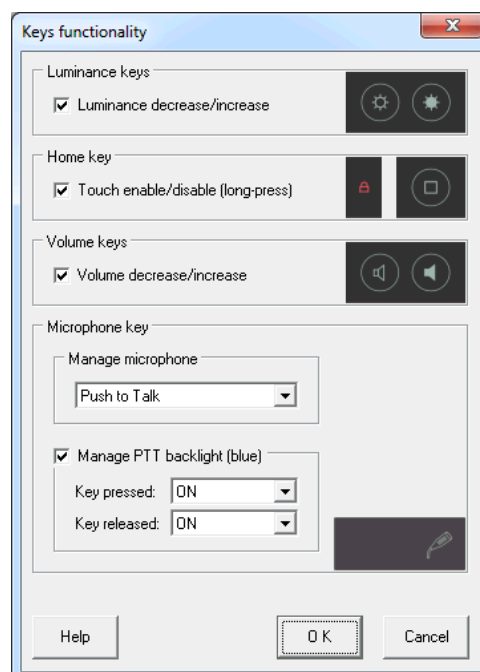 Keys functionality
Luminance keys
Luminance decrease/increase
Home key
Touch enable/disable (long-press)
Volume keys
Volume decrease/increase
Microphone key
Manage microphone
Push to Talk
Manage PTT backlight (blue)
Key pressed: ON
Key released: ON
Help OK Cancel